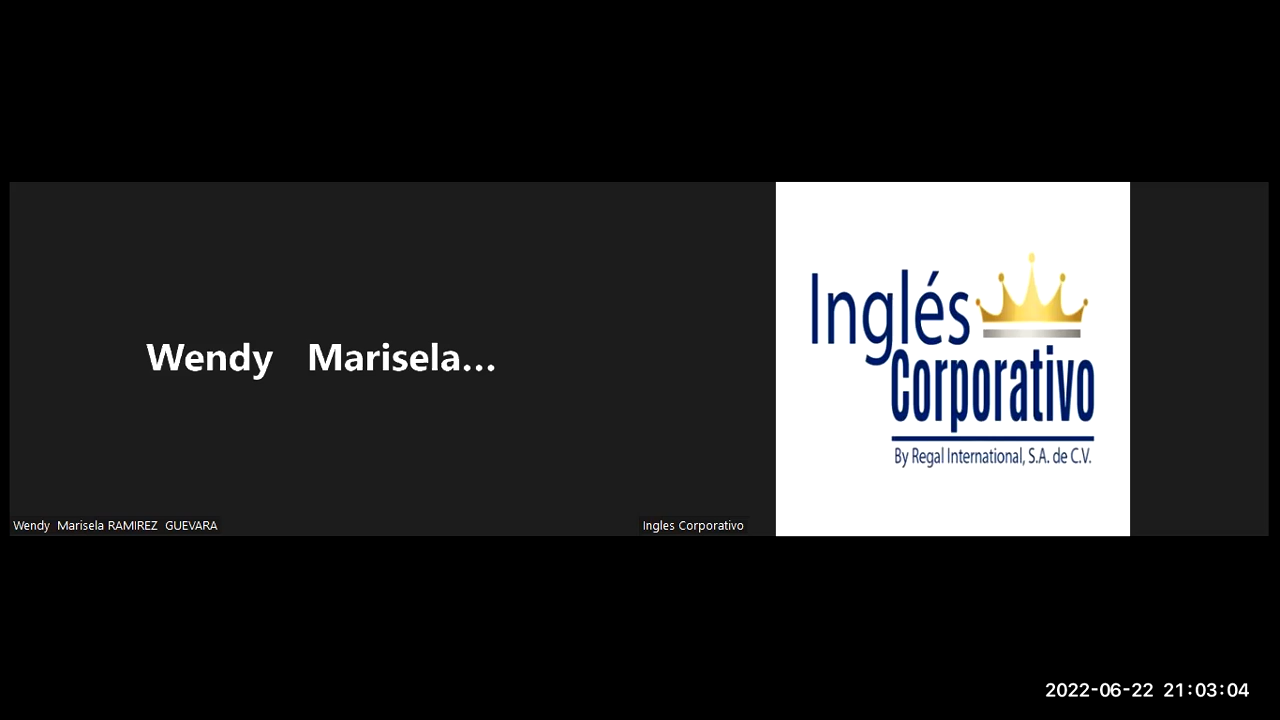 Wendy Marisela...
Inglés
Corporativo
By Regal International, S.A. de C.V.
Wendy Marisela RAMIREZ GUEVARA
Ingles Corporativo
2022-06-22 21:03:04